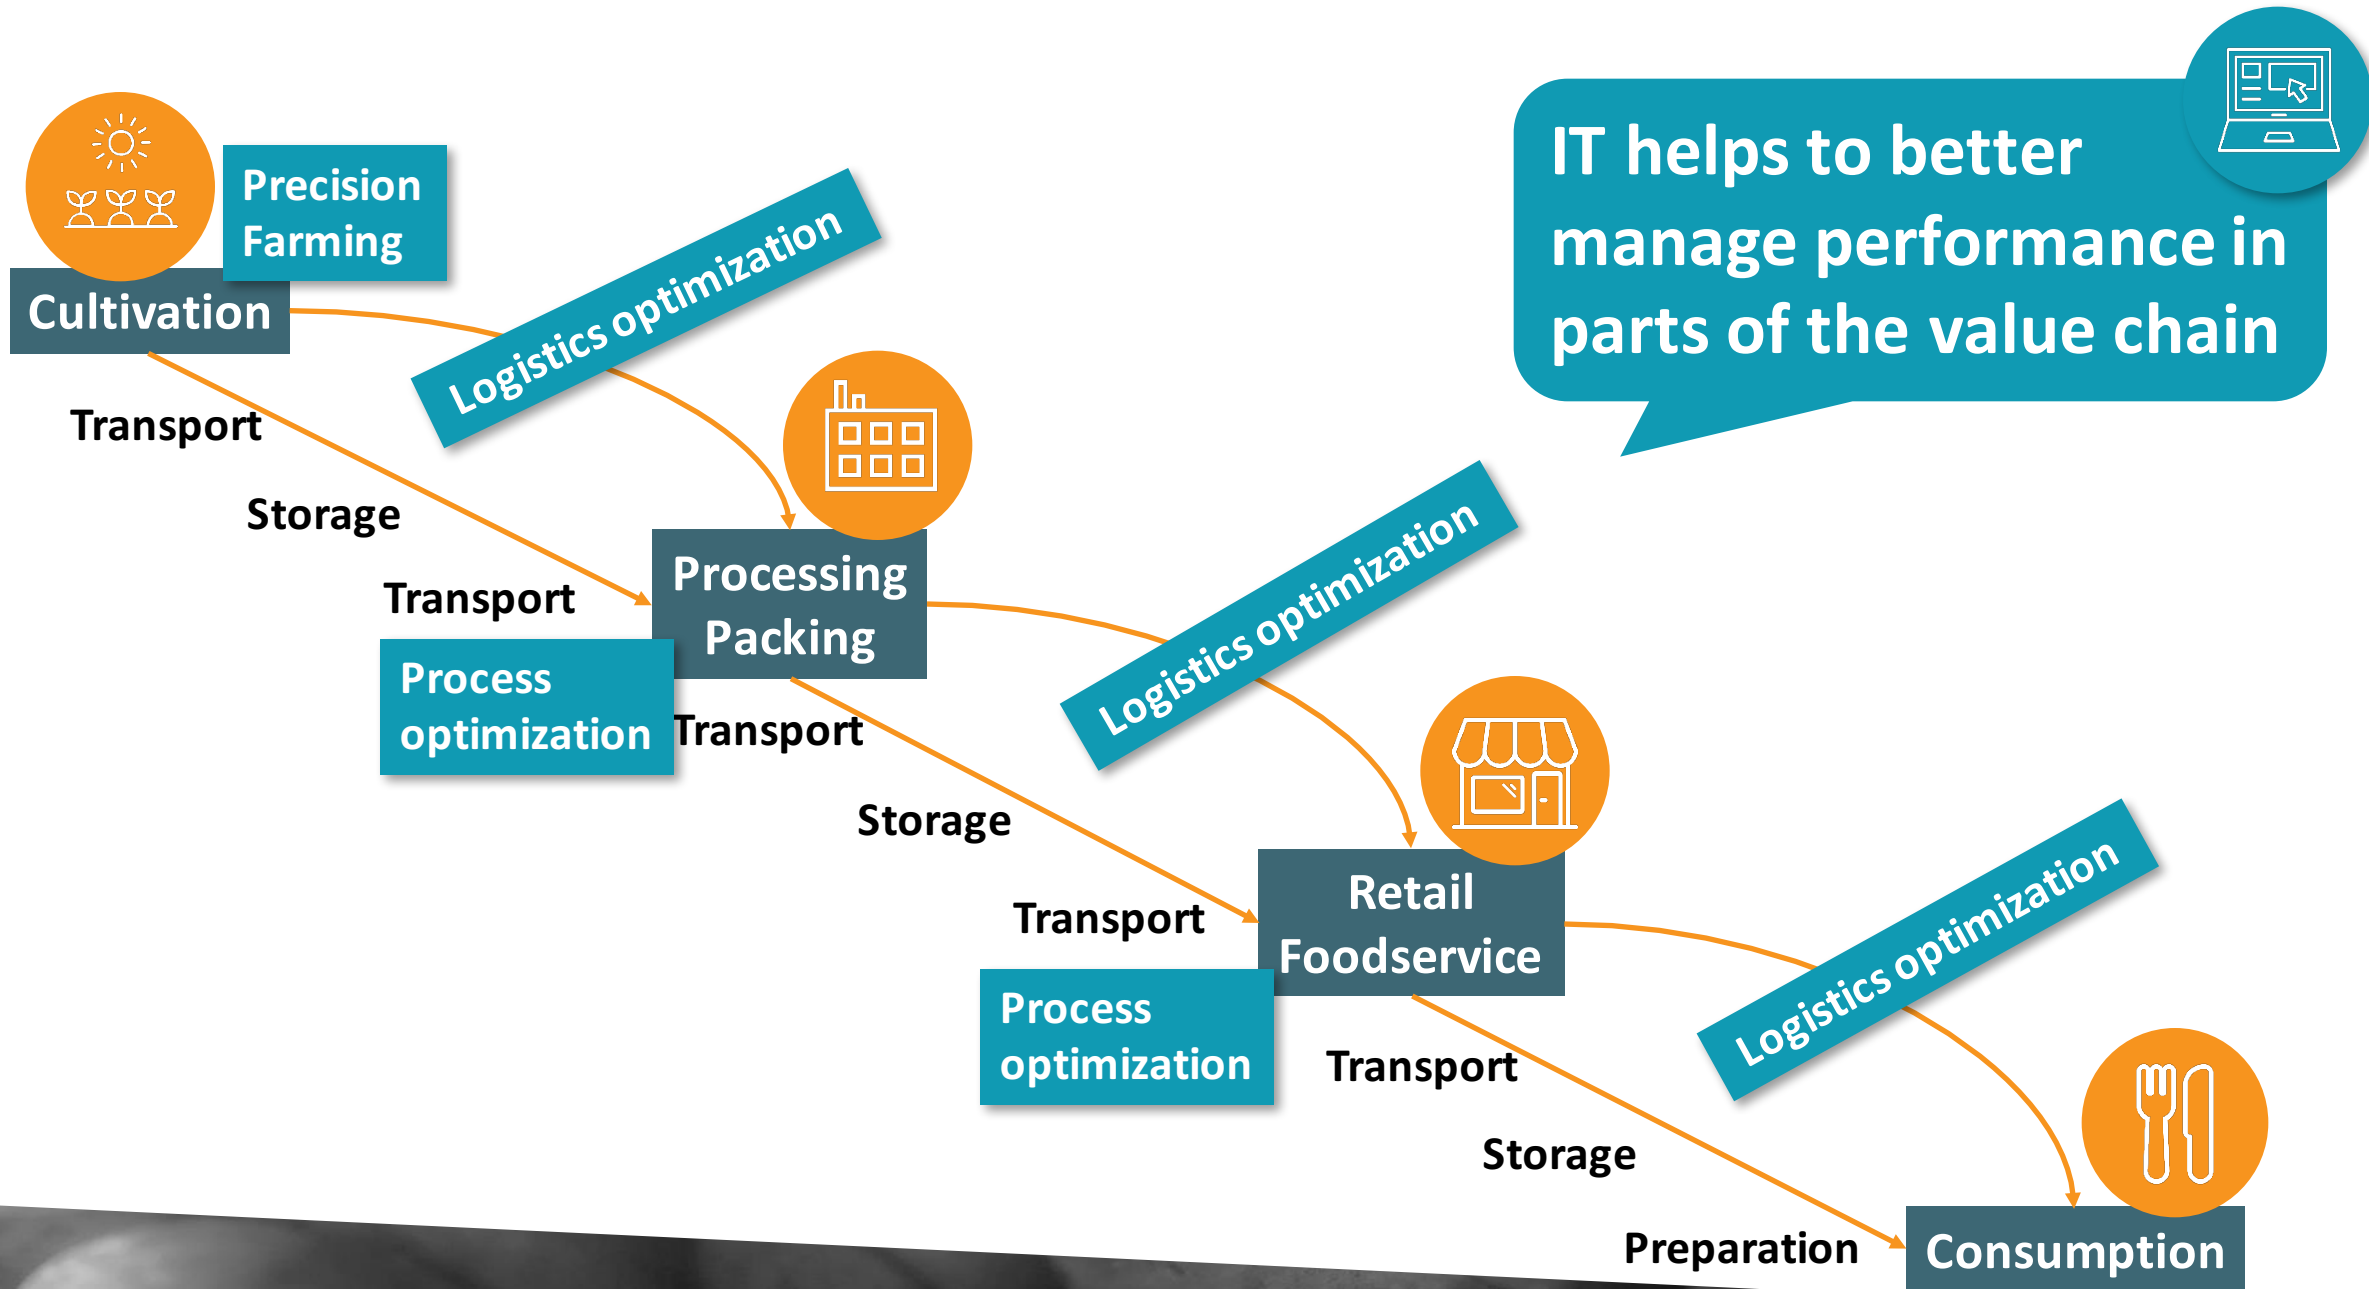 IT helps to better
manage performance in
parts of the value chain
Precision
Farming
Cultivation
Logistics optimization
Transport
Storage
Transport
Processing
Packing
Process
optimization
Logistics optimization
Transport
Storage
Transport
Retail
Foodservice
Process
optimization
Logistics optimization
Transport
Storage
Preparation
Consumption